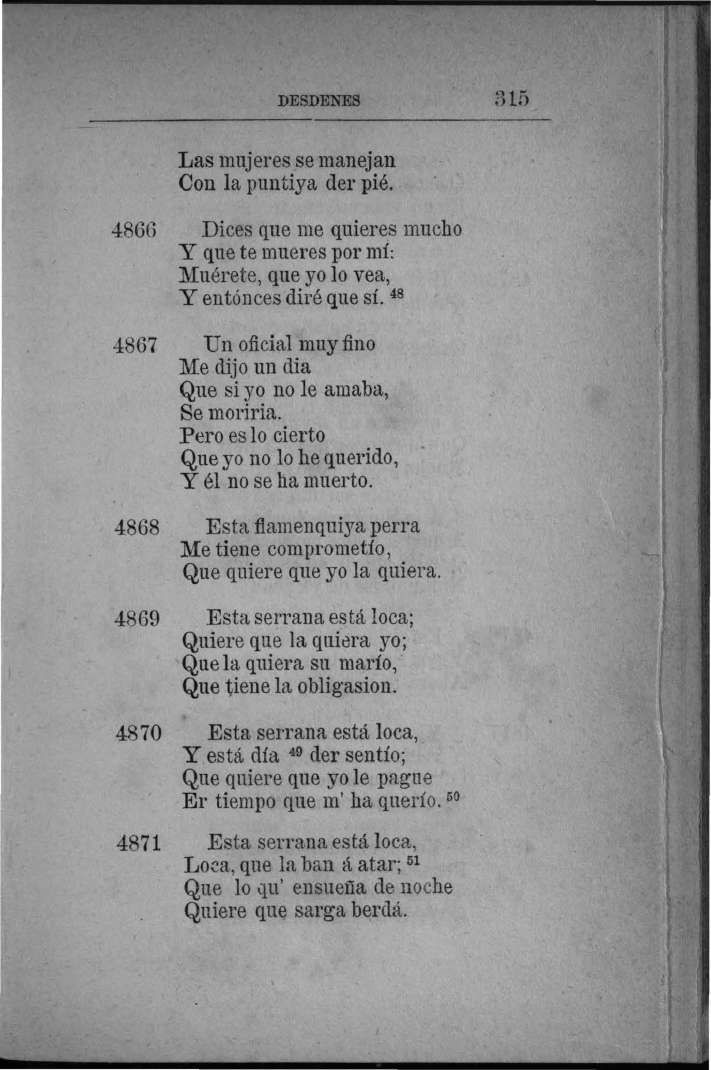 DESDENES 315
Las mujeres se manejan
Con la puntiya der pié.
4866 Dices que me quieres mucho
Y que te mueres por mí:
Muérete, que yo lo vea,
Y entónces diré que sí. 48
4867 Un oficial muy fino
Me dijo un dia
Que si yo no le amaba,
Se moriria.
Pero es lo cierto
Que yo no lo he querido,
Y él no se ha muerto.
4868 Esta flamenquiya perra
Me tiene comprometío,
Que quiere que yo la quiera.
4869 Esta serrana está loca;
Quiere que la quiera yo;
Que la quiera su marío,
Que tiene la obligasion.
4870 Esta serrana está loca,
Y está día 49 der sentío;
Que quiere que yo le pague
Er tiempo que m' ha querío. 50
4871 Esta serrana está loca,
Loca, que la ban á atar; 51
Que lo qu' ensueña de noche
Quiere que sarga berdá.